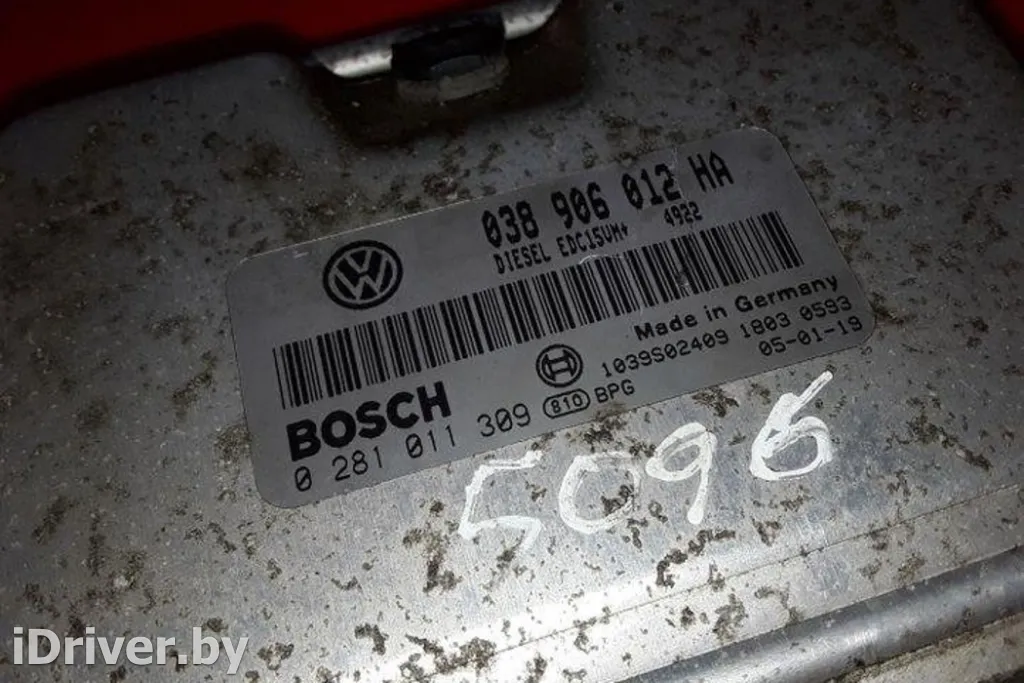 038 906 012 HA
DIESEL EDC15VM+ 4922
VW
Made in Germany
1039S02409 1803 0593
BOSCH
05-01-19
0 281 011 309 810 BPG
5096
iDriver.by